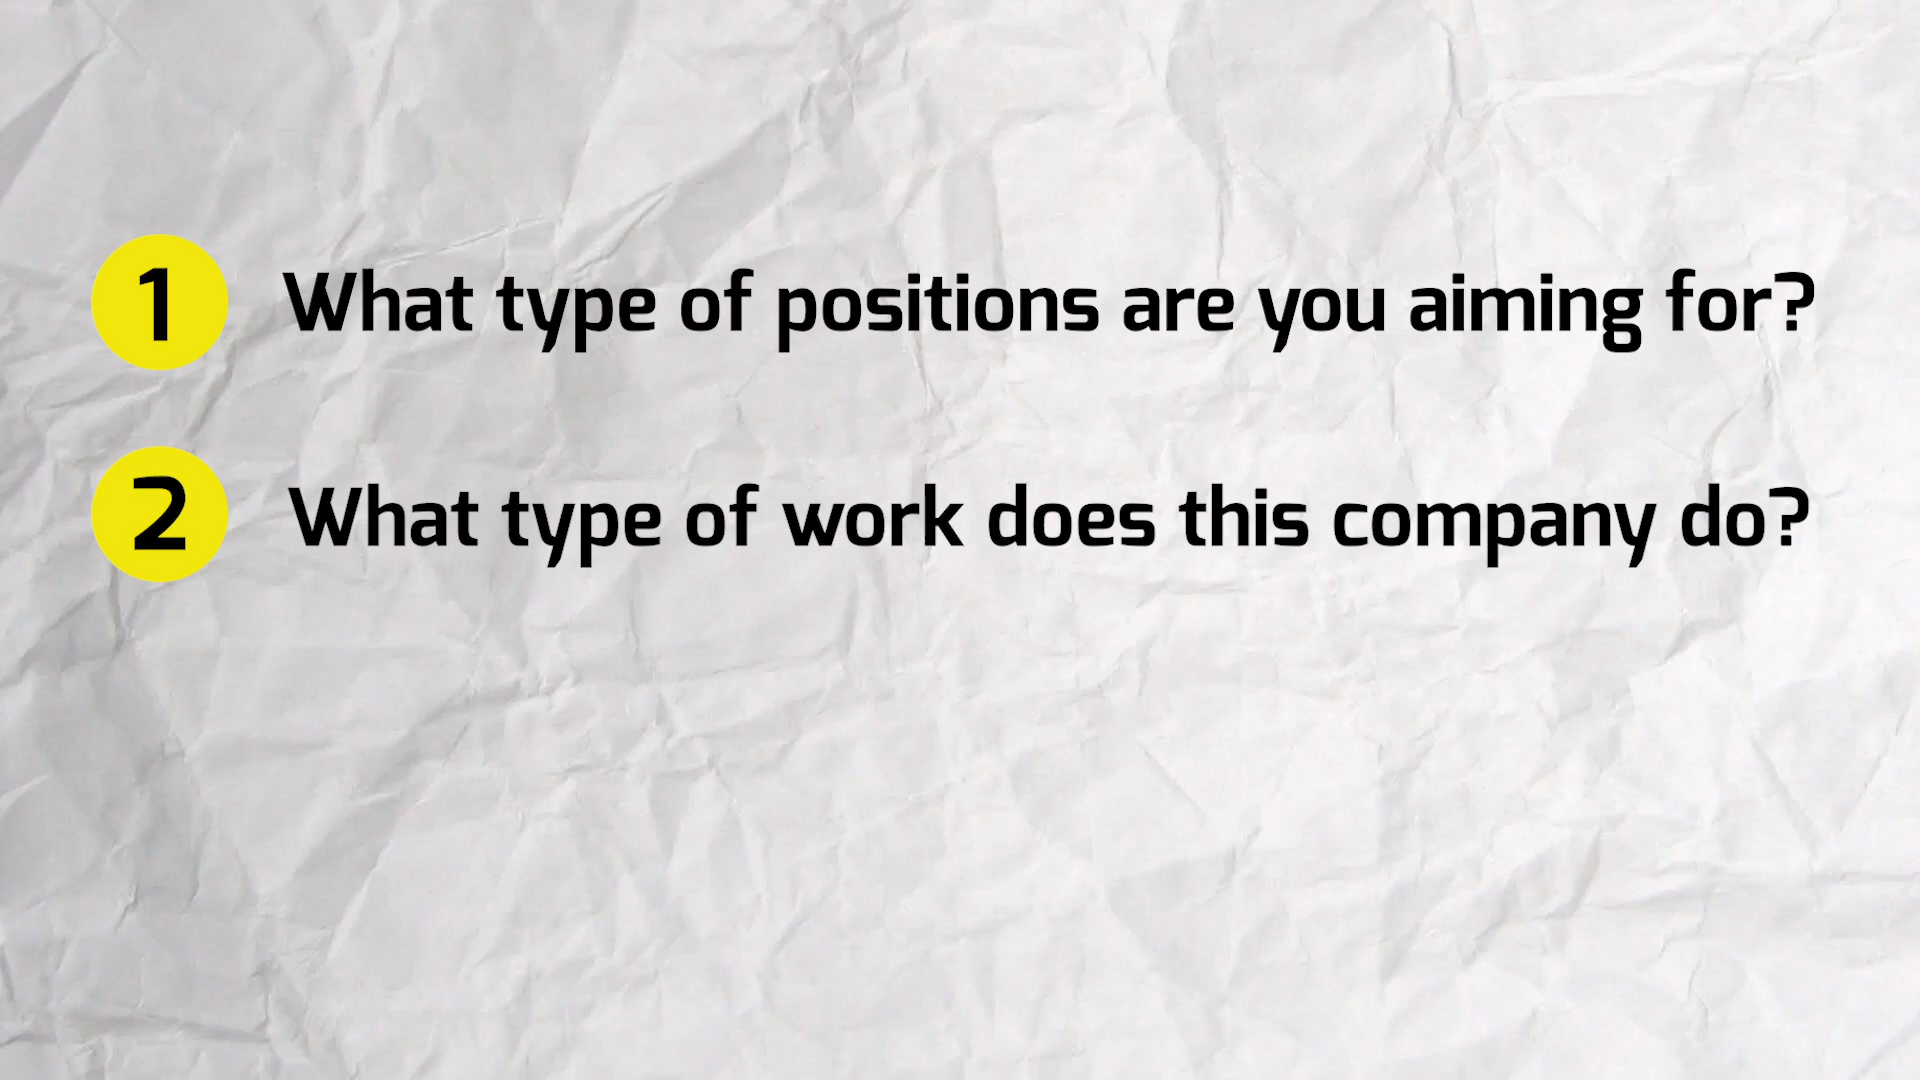 1 What type of positions are you aiming for?
2 What type of work does this company do?